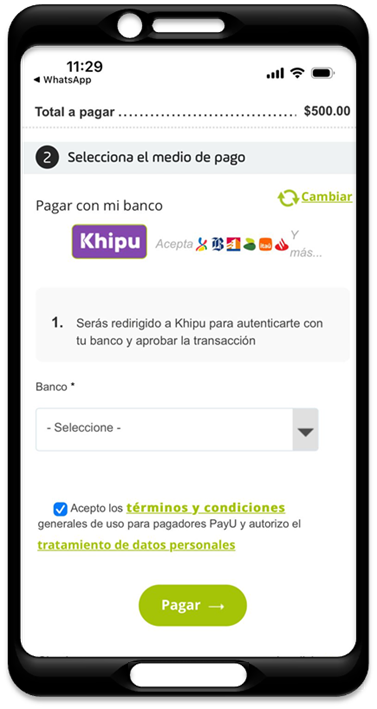 11:29
WhatsApp
Total a pagar ................................... $500.00
2 Selecciona el medio de pago
Cambiar
Pagar con mi banco
Khipu Acepta Itaú Y
más...
1. Serás redirigido a Khipu para autenticarte con
tu banco y aprobar la transacción
Banco *
- Seleccione -
Acepto los términos y condiciones
generales de uso para pagadores PayU y autorizo el
tratamiento de datos personales
Pagar →